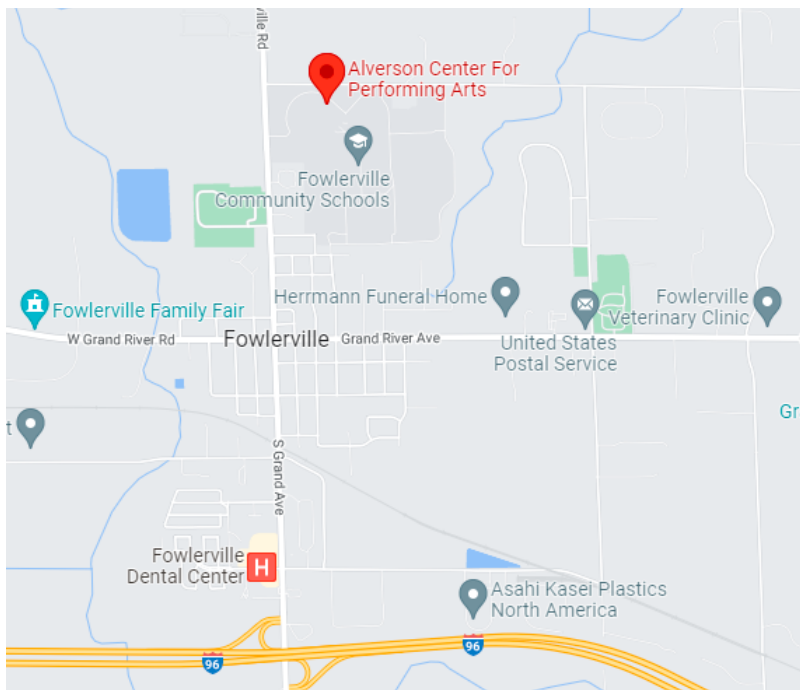 ville Rd
Alverson Center For
Performing Arts
Fowlerville
Community Schools
Fowlerville Family Fair
Herrmann Funeral Home
Fowlerville
Veterinary Clinic
W Grand River Rd
Fowlerville
Grand River Ave
United States
Postal Service
Gr
t
S Grand Ave
Fowlerville
Dental Center
H
Asahi Kasei Plastics
North America
96
96